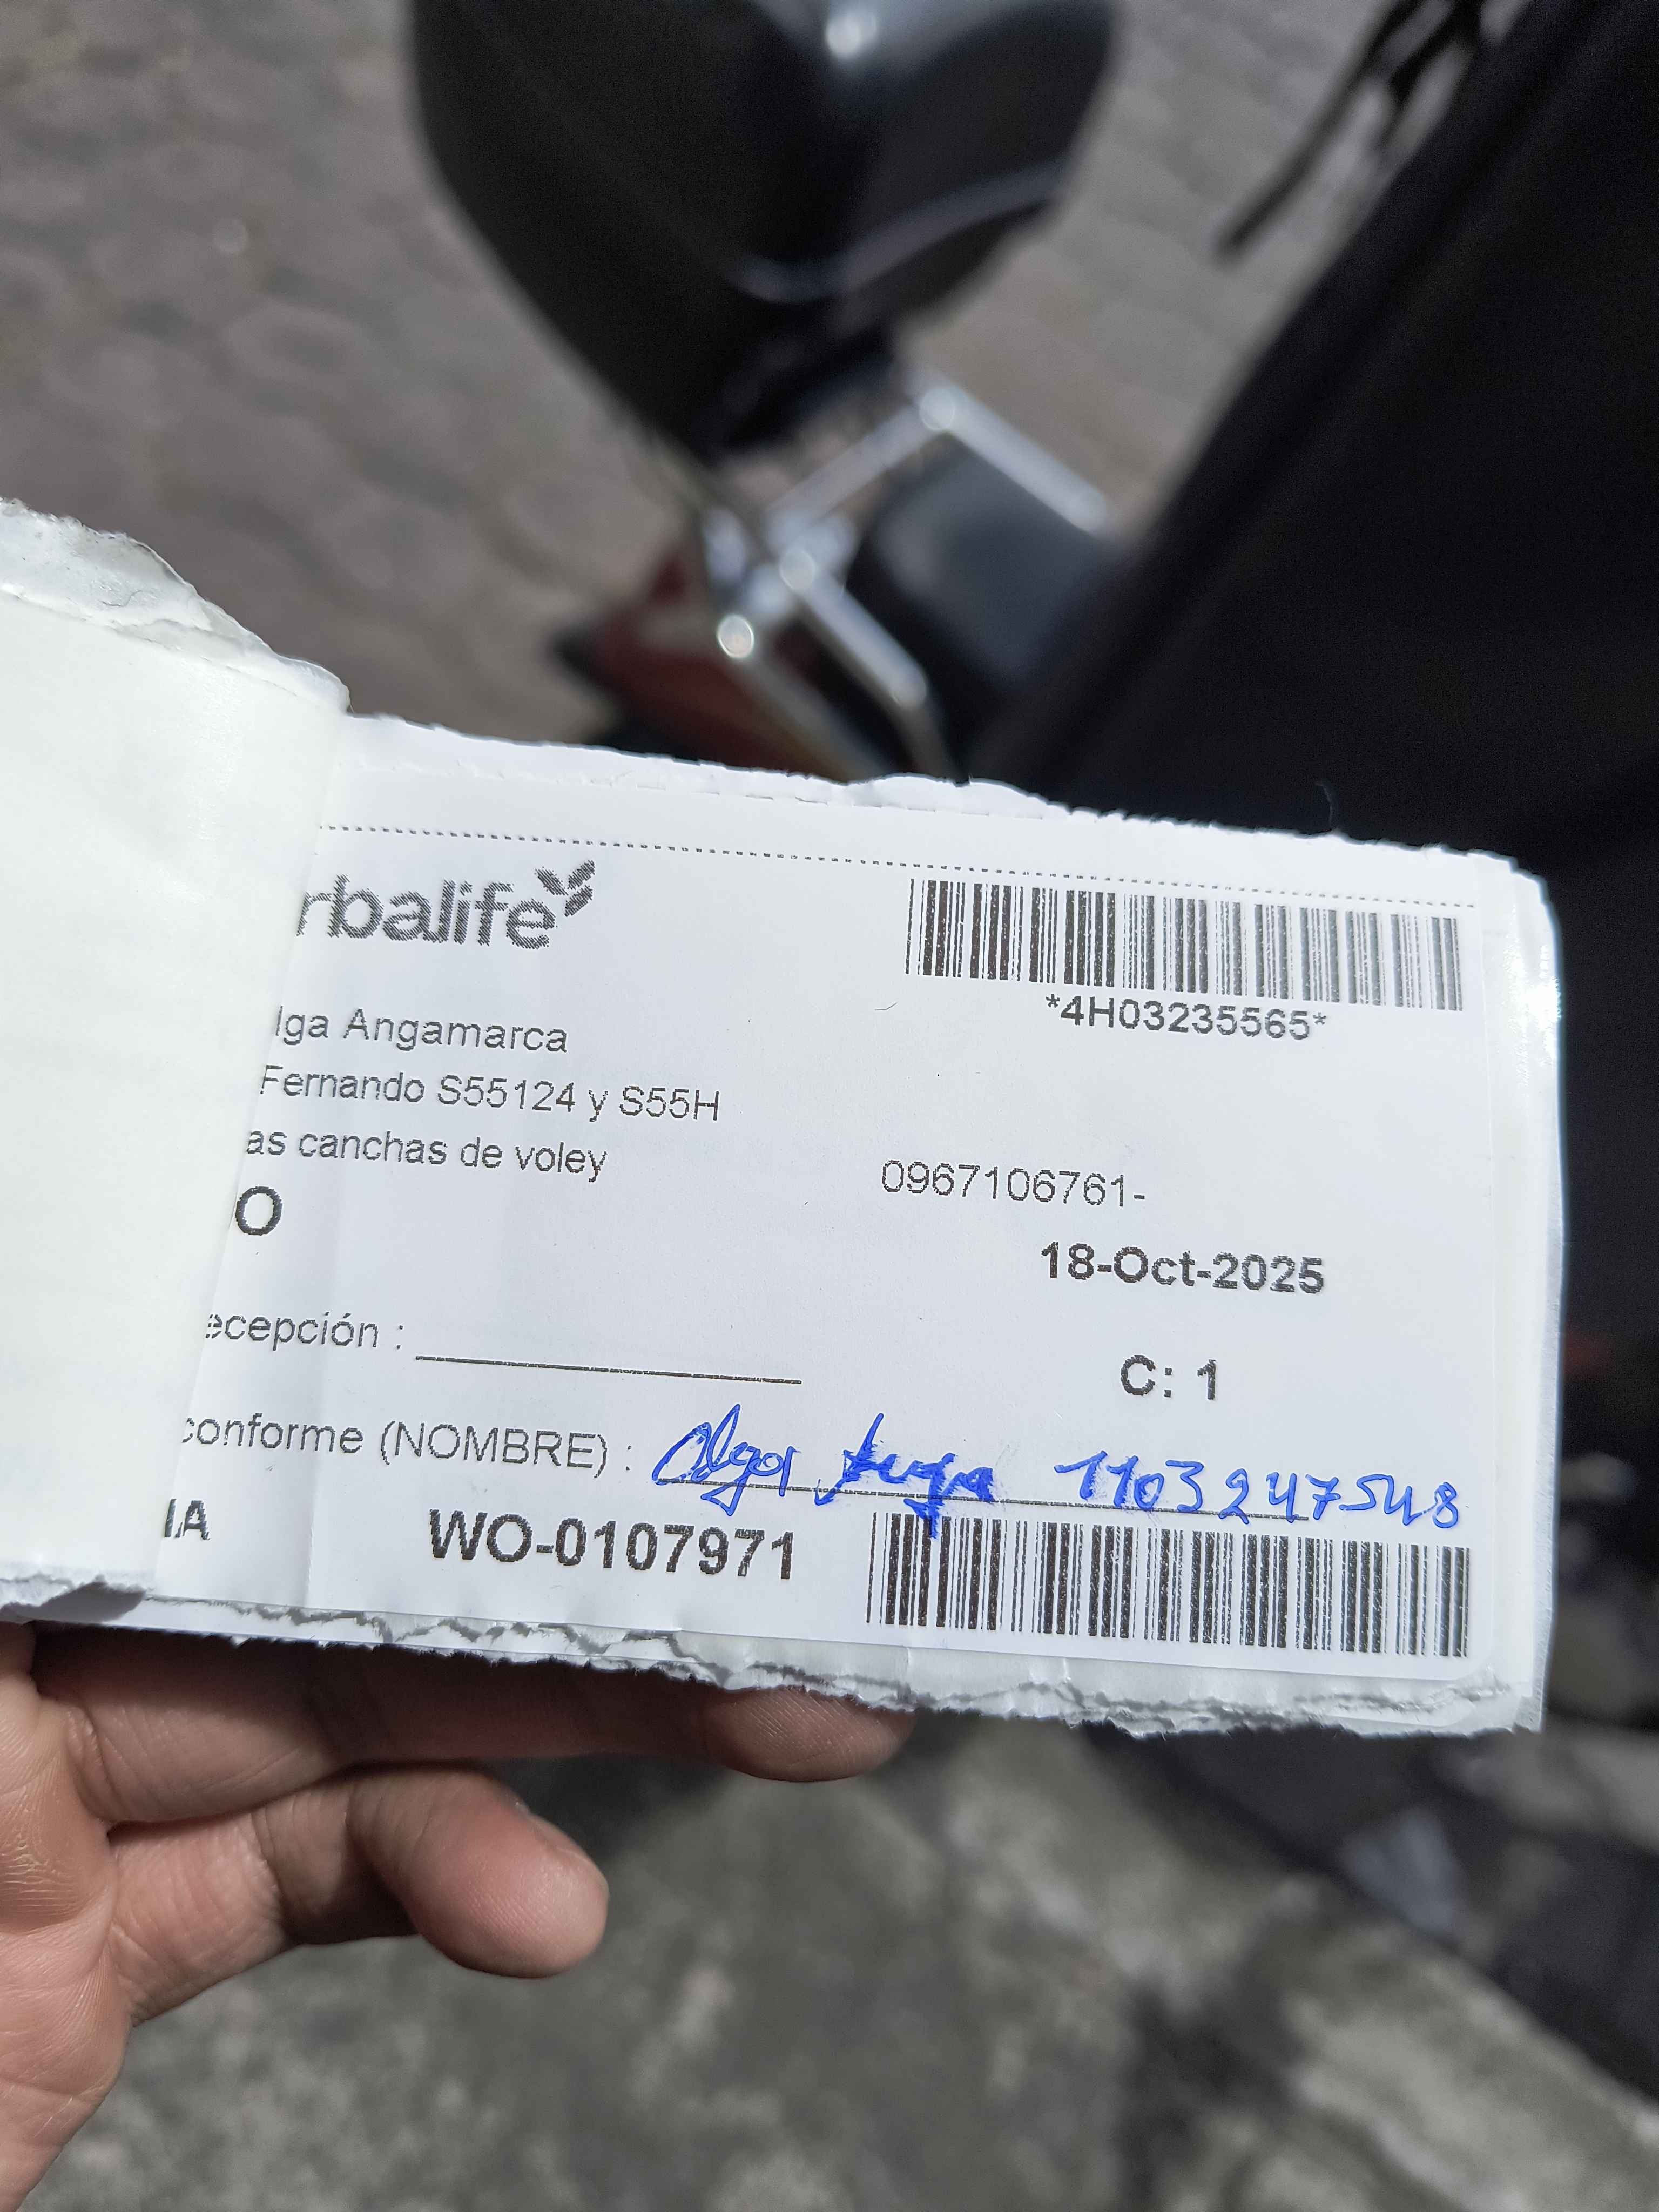 rbalife
*4H03235565*
lga Angamarca
Fernando S55124 y S55H
as canchas de voley
0967106761-
O
18-Oct-2025
ecepción :
C: 1
conforme (NOMBRE) : Olga 1103247548
IA
WO-0107971